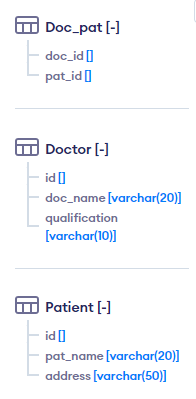 Doc_pat [-]
doc_id []
pat_id []
Doctor [-]
id []
doc_name [varchar(20)]
qualification
[varchar(10)]
Patient [-]
id []
pat_name [varchar(20)]
address [varchar(50)]